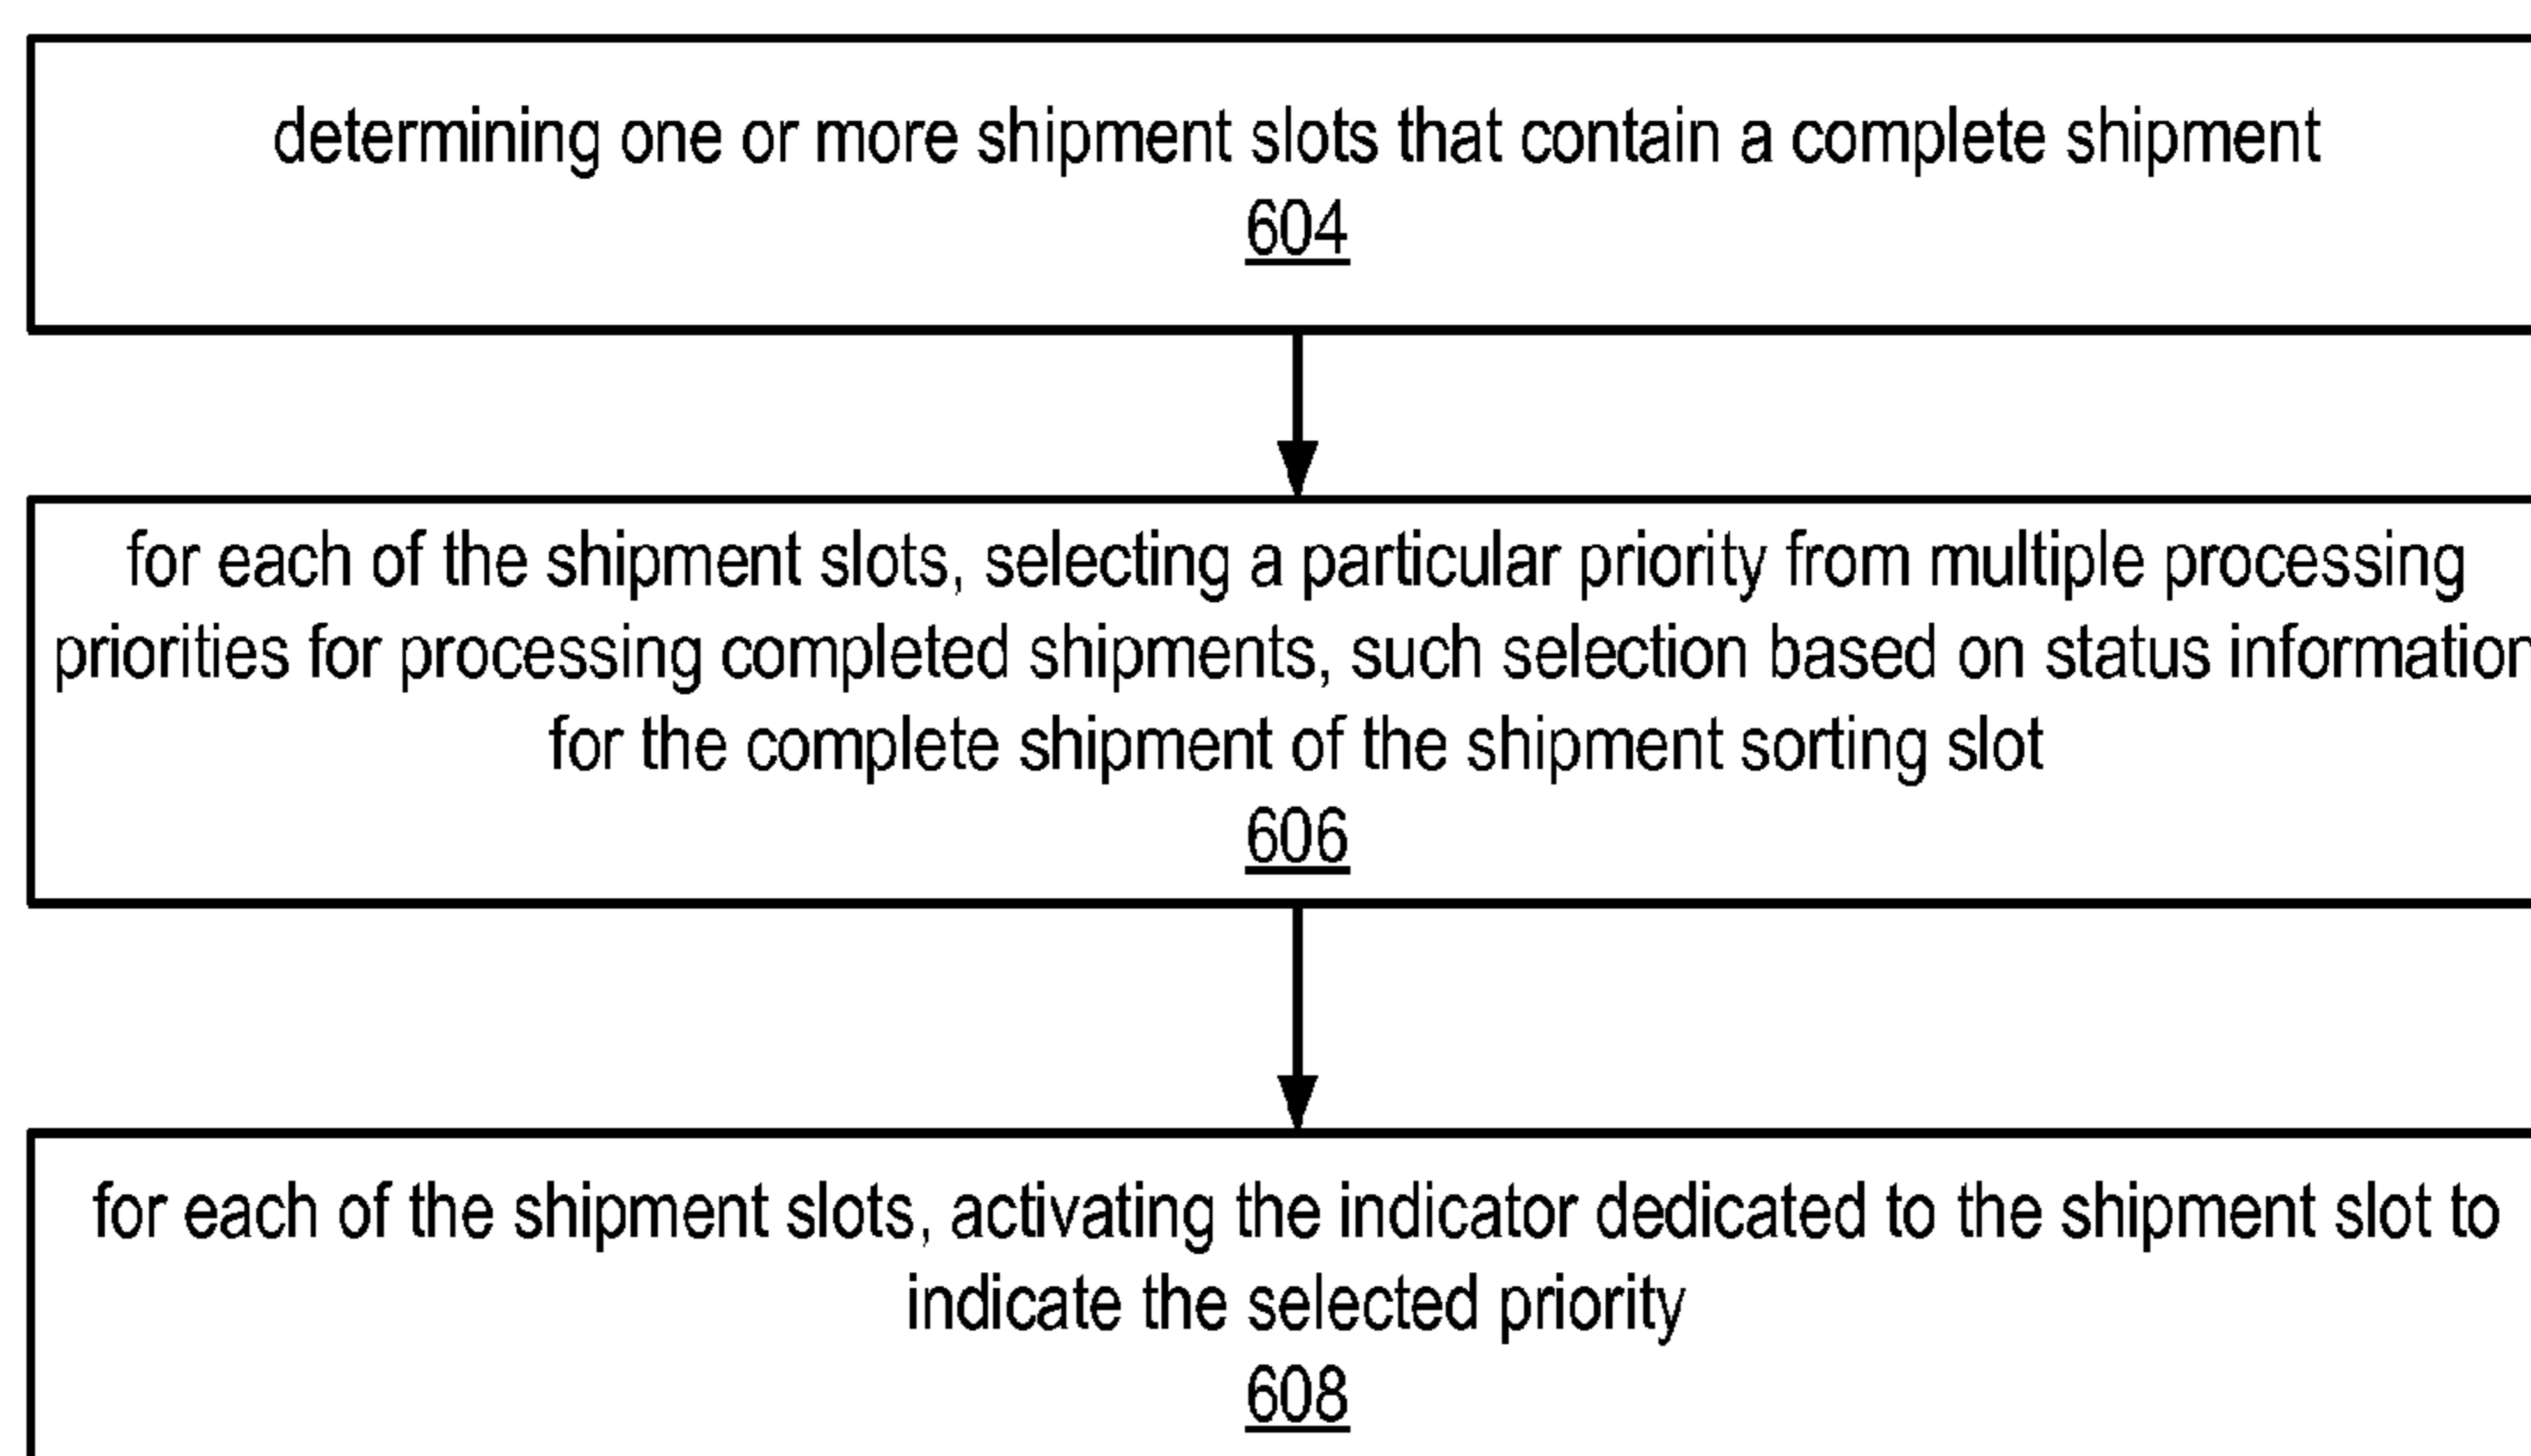 determining one or more shipment slots that contain a complete shipment
604
for each of the shipment slots, selecting a particular priority from multiple processing
priorities for processing completed shipments, such selection based on status information
for the complete shipment of the shipment sorting slot
606
for each of the shipment slots, activating the indicator dedicated to the shipment slot to
indicate the selected priority
608